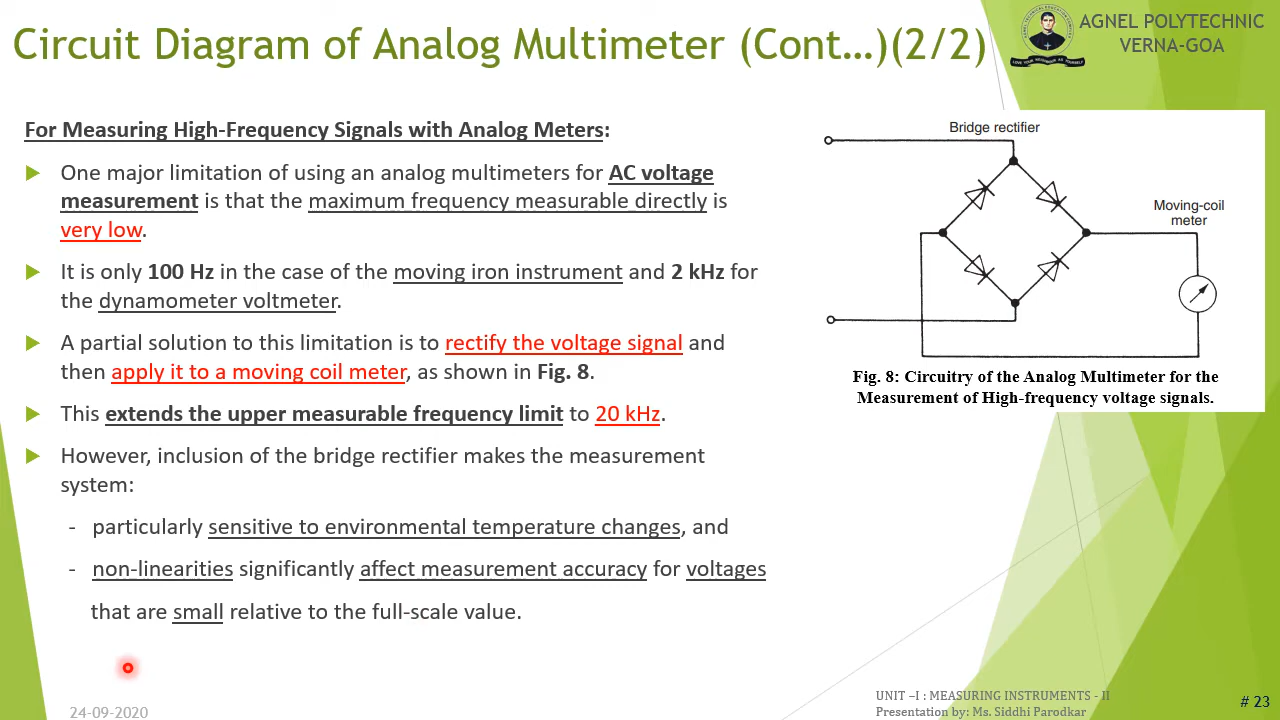 Circuit Diagram of Analog Multimeter (Cont…)(2/2)
AGNEL POLYTECHNIC
VERNA-GOA
For Measuring High-Frequency Signals with Analog Meters:
One major limitation of using an analog multimeters for AC voltage
measurement is that the maximum frequency measurable directly is
very low.
It is only 100 Hz in the case of the moving iron instrument and 2 kHz for
the dynamometer voltmeter.
A partial solution to this limitation is to rectify the voltage signal and
then apply it to a moving coil meter, as shown in Fig. 8.
This extends the upper measurable frequency limit to 20 kHz.
However, inclusion of the bridge rectifier makes the measurement
system:
- particularly sensitive to environmental temperature changes, and
- non-linearities significantly affect measurement accuracy for voltages
that are small relative to the full-scale value.
Bridge rectifier
Moving-coil
meter
Fig. 8: Circuitry of the Analog Multimeter for the
Measurement of High-frequency voltage signals.
24-09-2020
UNIT –I : MEASURING INSTRUMENTS - II
Presentation by: Ms. Siddhi Parodkar
# 23